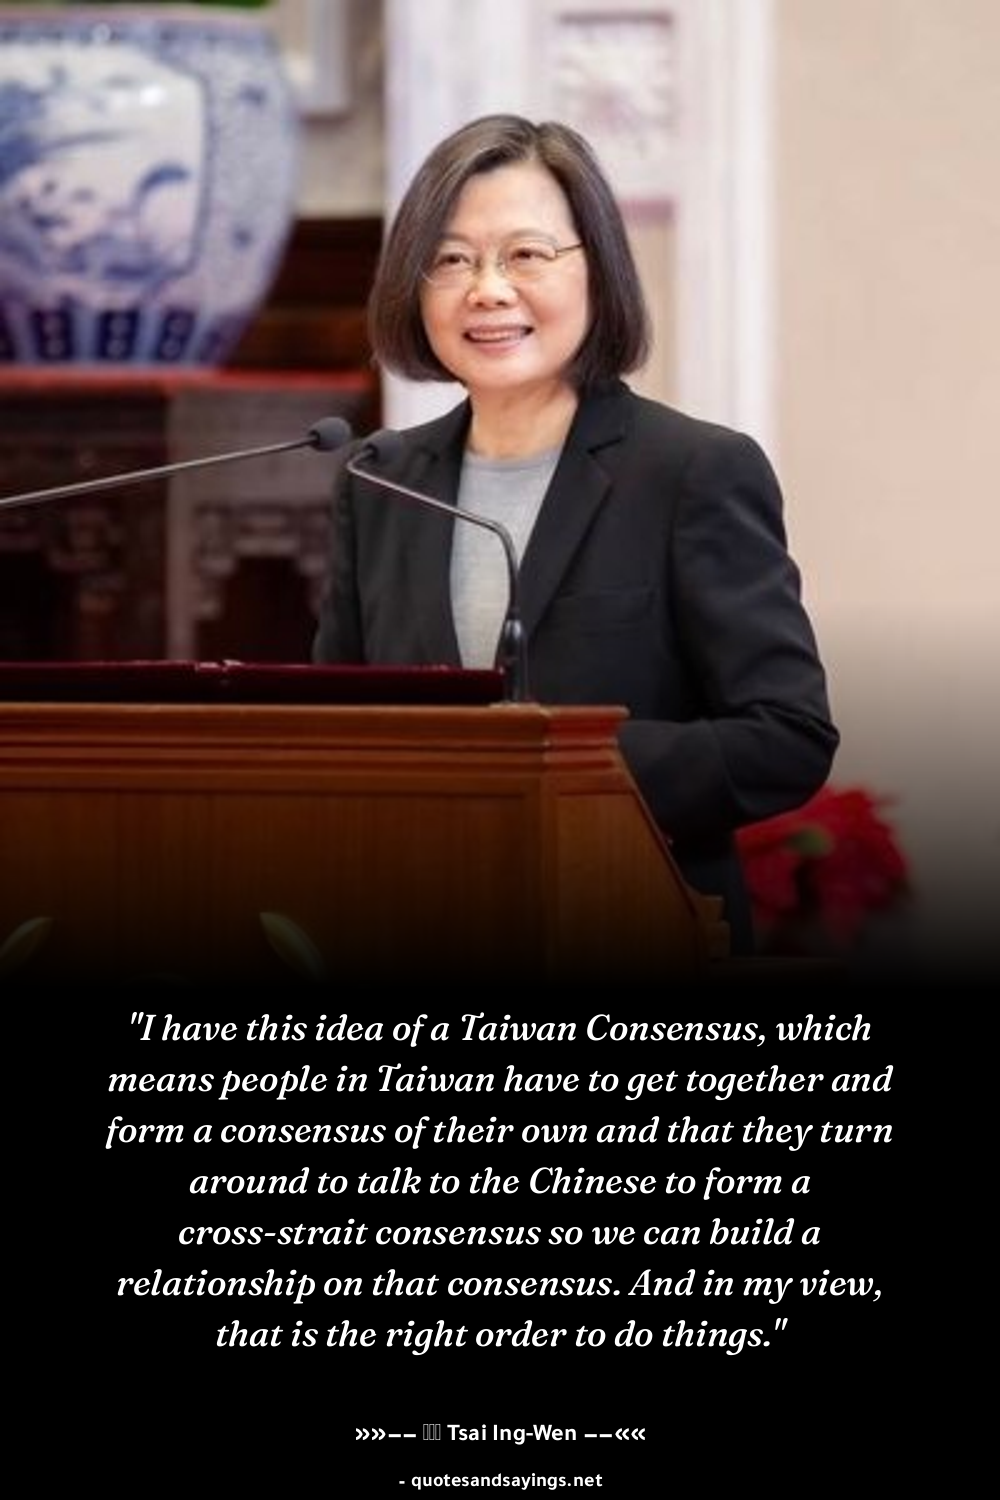 "I have this idea of a Taiwan Consensus, which
means people in Taiwan have to get together and
form a consensus of their own and that they turn
around to talk to the Chinese to form a
cross-strait consensus so we can build a
relationship on that consensus. And in my view,
that is the right order to do things."
»»–– Tsai Ing-Wen ––««
- quotesandsayings.net